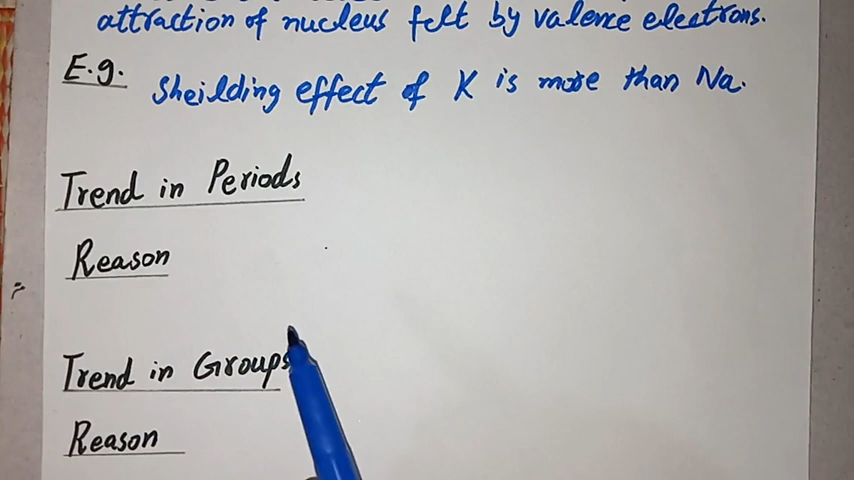 attraction of nucleus felt by valence electrons.
E.g. Sheilding effect of K is more than Na.
Trend in Periods
Reason
Trend in Groups
Reason